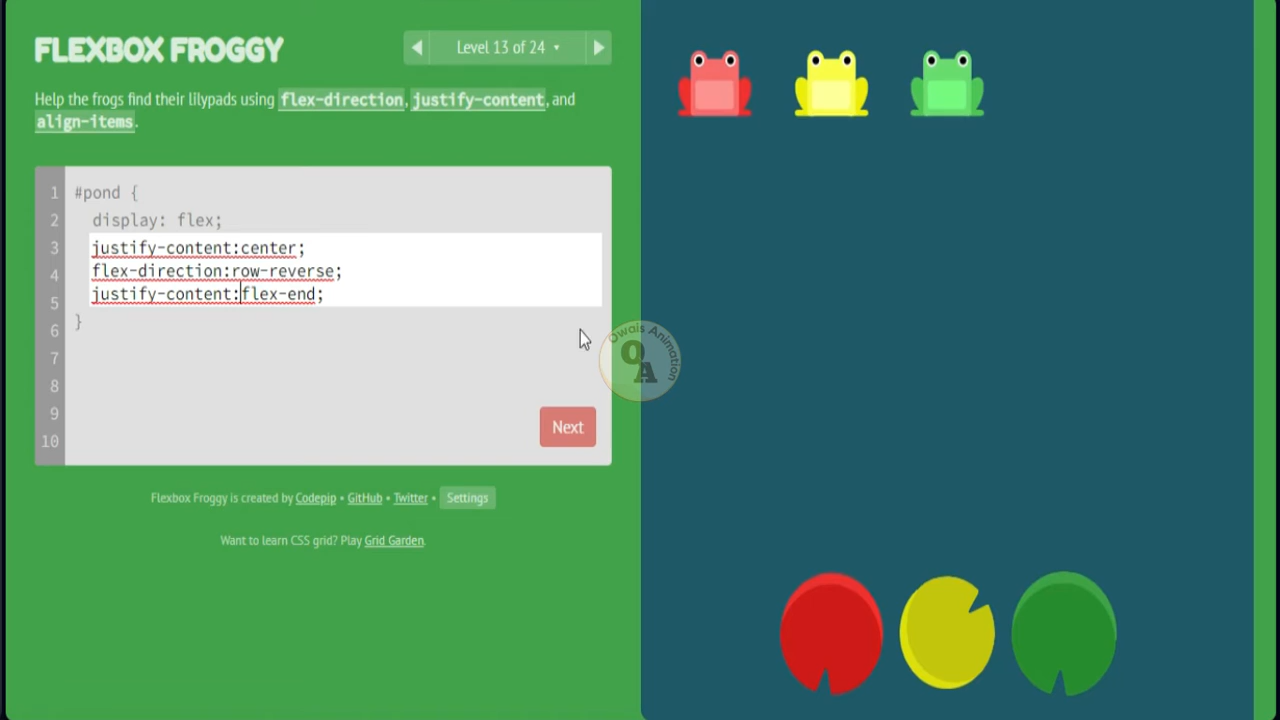 FLEXBOX FROGGY
◀ Level 13 of 24 ▾ ▶
Help the frogs find their lilypads using flex-direction, justify-content, and
align-items.
1 #pond {
2 display: flex;
3 justify-content:center;
4 flex-direction:row-reverse;
5 justify-content:flex-end;
6 }
7
8
9
10
Next
Flexbox Froggy is created by Codepip • GitHub • Twitter • Settings
Want to learn CSS grid? Play Grid Garden.
Owais Animation
OA